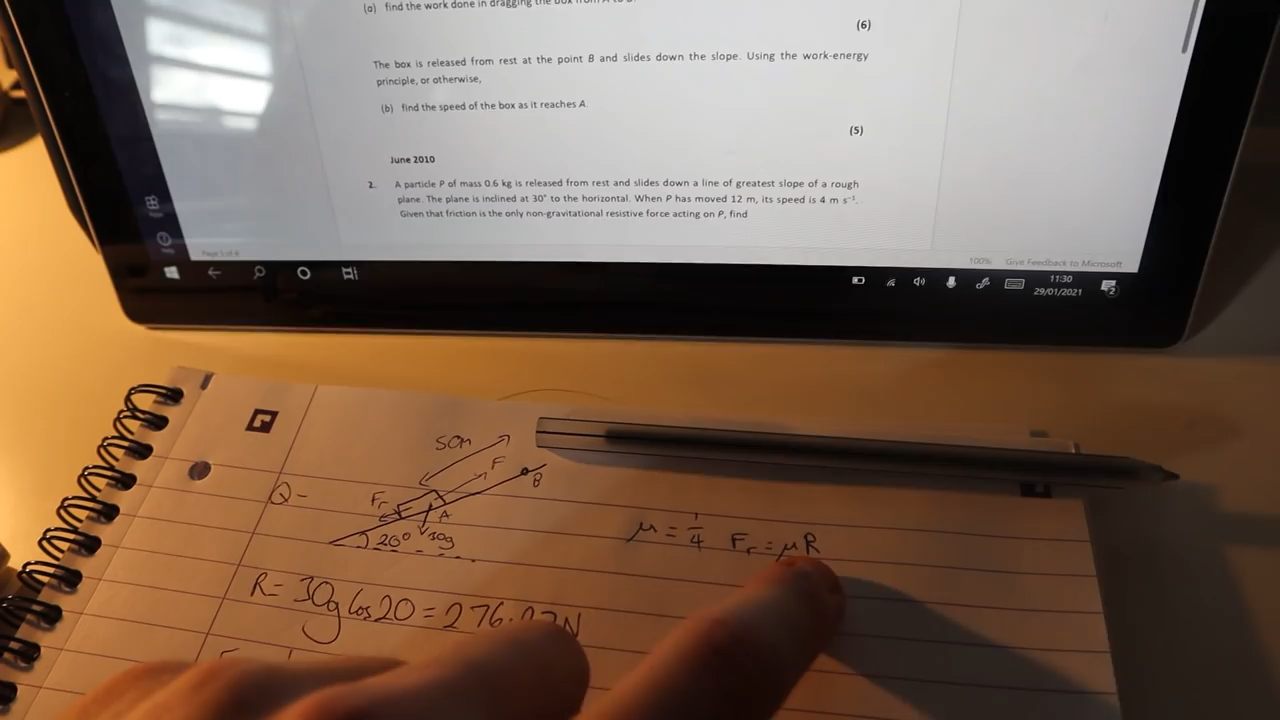 (a) find the work done in dragging the box from A to B.
(6)
The box is released from rest at the point B and slides down the slope. Using the work-energy
principle, or otherwise,
(b) find the speed of the box as it reaches A.
(5)
June 2010
2. A particle P of mass 0.6 kg is released from rest and slides down a line of greatest slope of a rough
plane. The plane is inclined at 30° to the horizontal. When P has moved 12 m, its speed is 4 m s⁻¹.
Given that friction is the only non-gravitational resistive force acting on P, find
Page 1 of 6
100% Give Feedback to Microsoft
11:30
29/01/2021
2
50m
F
B
Q-
Fr
A
20° 30g
μ = 1/4 Fr = μR
R = 30g Cos 20 = 276.27N